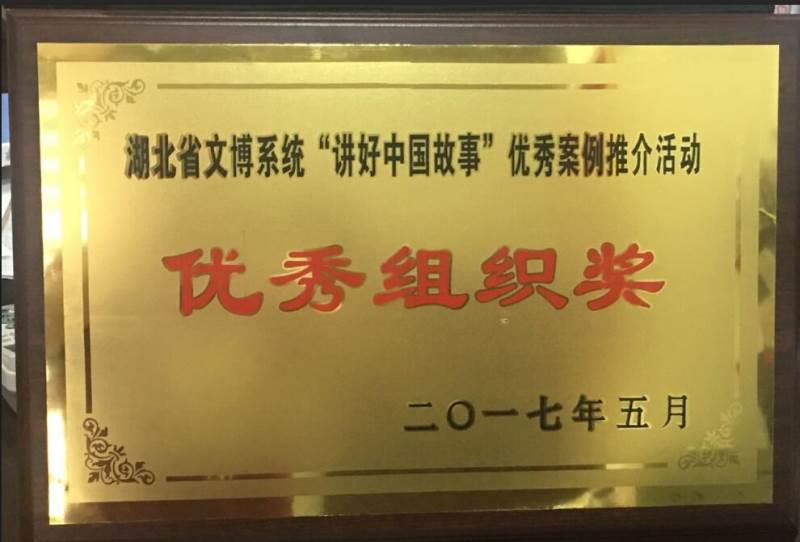 湖北省文博系统“讲好中国故事”优秀案例推介活动
优秀组织奖
二〇一七年五月